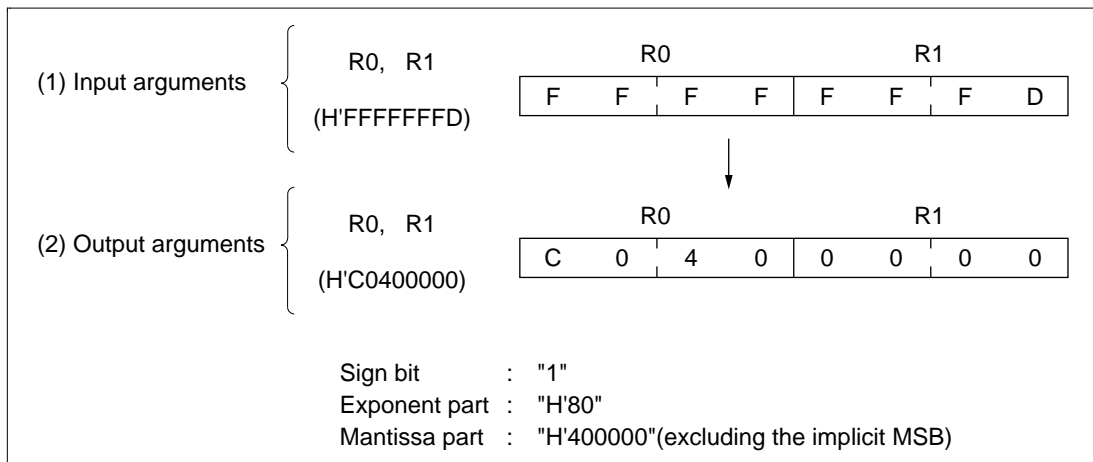 R0 R1
(1) Input arguments R0, R1
F F F F F F F D
(H'FFFFFFFD)
R0 R1
(2) Output arguments R0, R1
C 0 4 0 0 0 0 0
(H'C0400000)
Sign bit : "1"
Exponent part : "H'80"
Mantissa part : "H'400000"(excluding the implicit MSB)